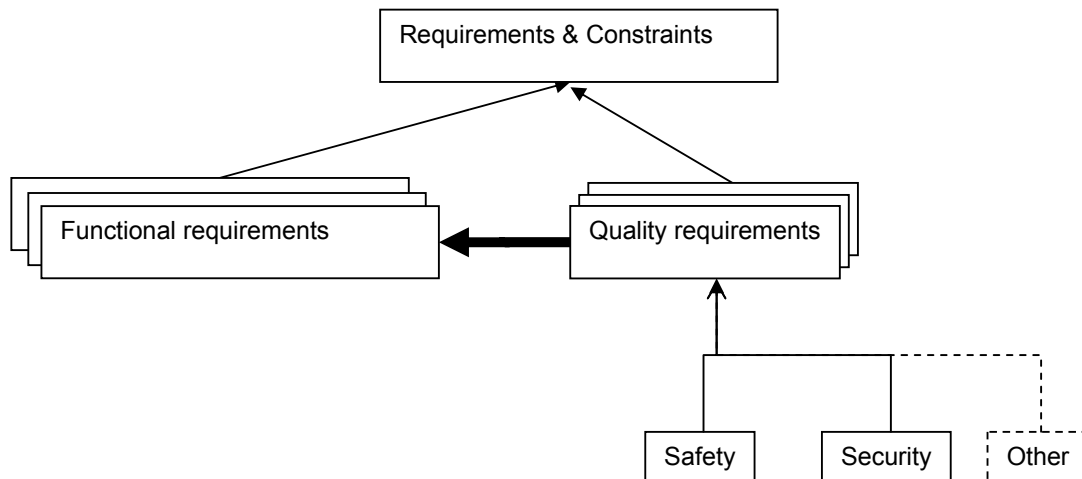 Requirements & Constraints
Functional requirements
Quality requirements
Safety
Security
Other